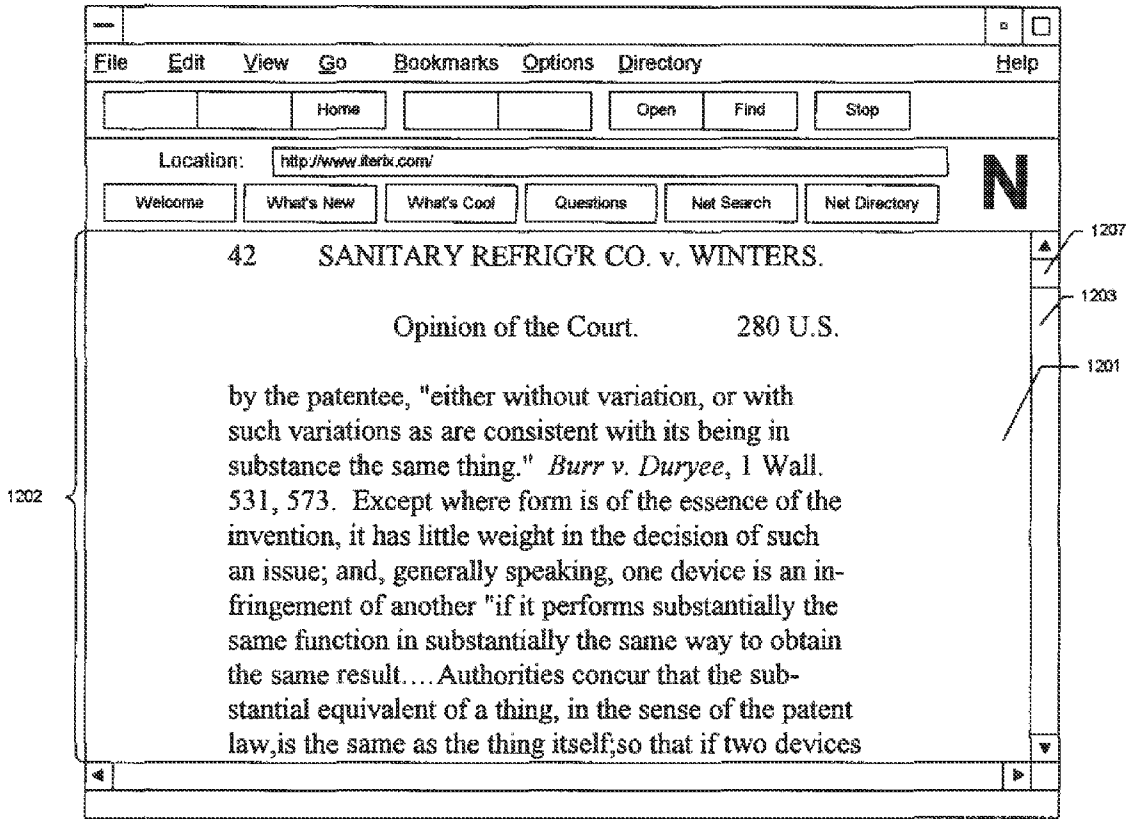 File Edit View Go Bookmarks Options Directory Help
Home Open Find Stop
Location: http://www.iterix.com/
N
Welcome What's New What's Cool Questions Net Search Net Directory
1207
42 SANITARY REFRIG'R CO. v. WINTERS.
1203
Opinion of the Court. 280 U.S.
1201
by the patentee, "either without variation, or with
such variations as are consistent with its being in
substance the same thing." Burr v. Duryee, 1 Wall.
1202
531, 573. Except where form is of the essence of the
invention, it has little weight in the decision of such
an issue; and, generally speaking, one device is an in-
fringement of another "if it performs substantially the
same function in substantially the same way to obtain
the same result....Authorities concur that the sub-
stantial equivalent of a thing, in the sense of the patent
law,is the same as the thing itself;so that if two devices